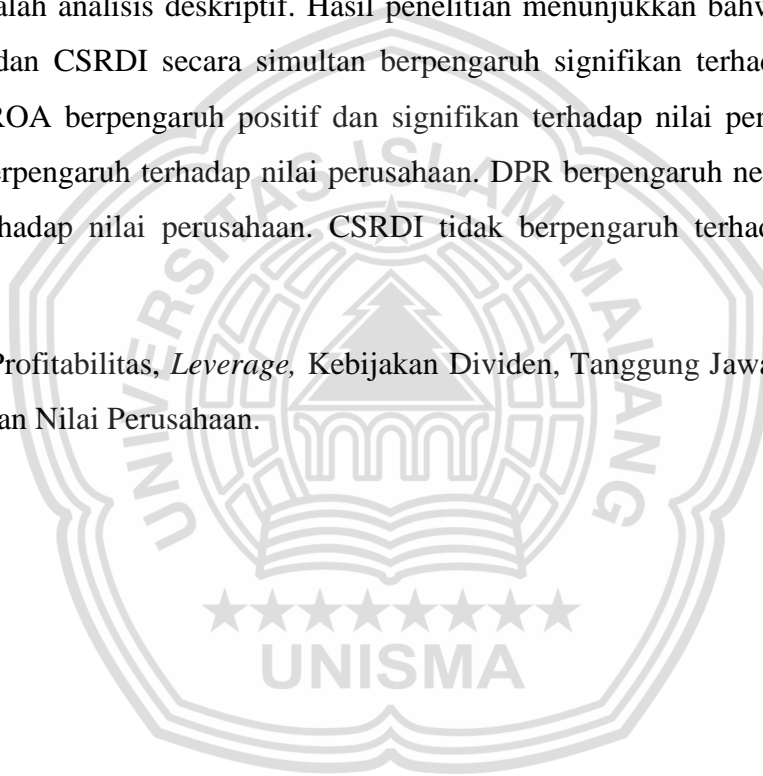 alah analisis deskriptif. Hasil penelitian menunjukkan bahw
dan CSRDI secara simultan berpengaruh signifikan terhad
ROA berpengaruh positif dan signifikan terhadap nilai per
erpengaruh terhadap nilai perusahaan. DPR berpengaruh ne
hadap nilai perusahaan. CSRDI tidak berpengaruh terhad
Profitabilitas, Leverage, Kebijakan Dividen, Tanggung Jawa
an Nilai Perusahaan.
UNIVERSITAS ISLAM MALANG
UNISMA